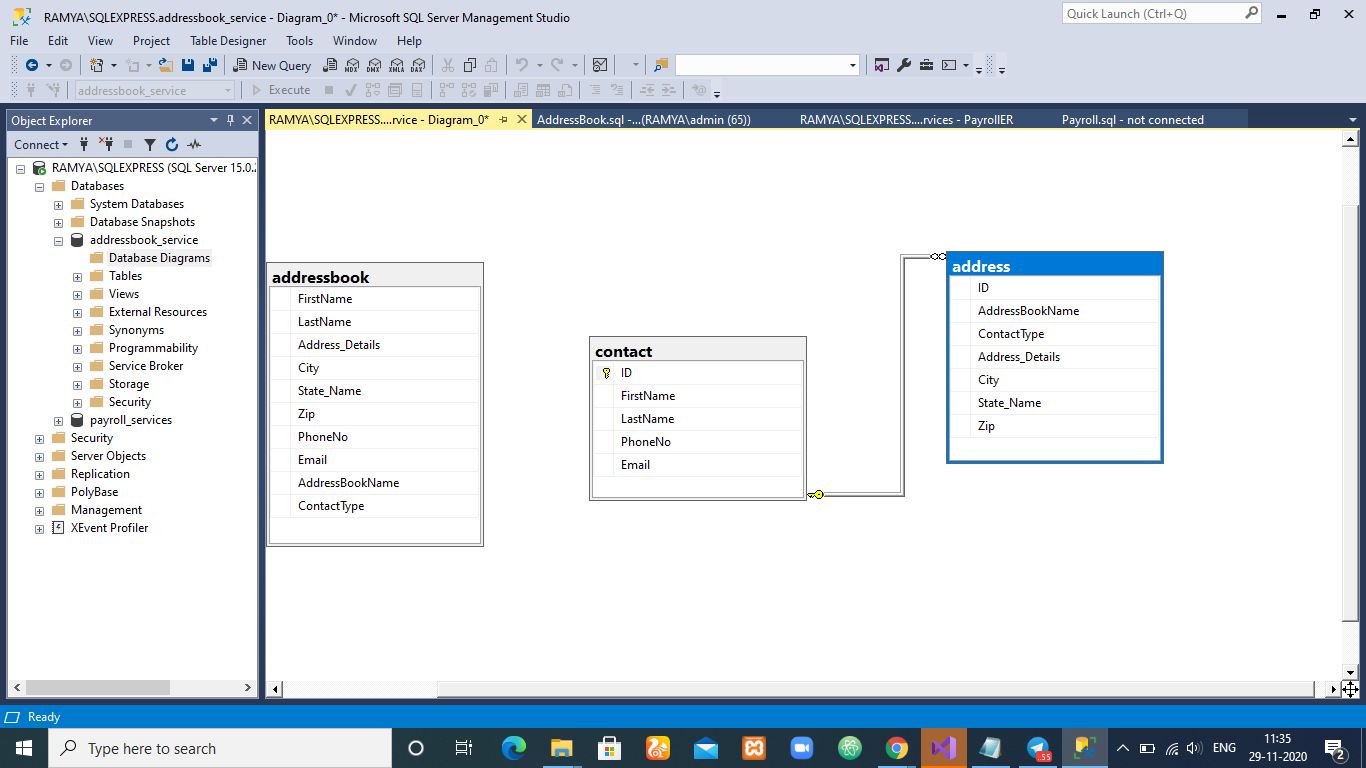 RAMYA\SQLEXPRESS.addressbook_service - Diagram_0* - Microsoft SQL Server Management Studio
Quick Launch (Ctrl+Q)
File Edit View Project Table Designer Tools Window Help
New Query MDX DMX XMLA DAX
addressbook_service Execute
Object Explorer
RAMYA\SQLEXPRESS....rvice - Diagram_0* AddressBook.sql -...(RAMYA\admin (65)) RAMYA\SQLEXPRESS....rvices - PayrollER Payroll.sql - not connected
Connect
RAMYA\SQLEXPRESS (SQL Server 15.0.
Databases
System Databases
Database Snapshots
addressbook_service
Database Diagrams
Tables
Views
External Resources
Synonyms
Programmability
Service Broker
Storage
Security
payroll_services
Security
Server Objects
Replication
PolyBase
Management
XEvent Profiler
addressbook
FirstName
LastName
Address_Details
City
State_Name
Zip
PhoneNo
Email
AddressBookName
ContactType
contact
ID
FirstName
LastName
PhoneNo
Email
address
ID
AddressBookName
ContactType
Address_Details
City
State_Name
Zip
Ready
Type here to search
.55
ENG
11:35
29-11-2020
2